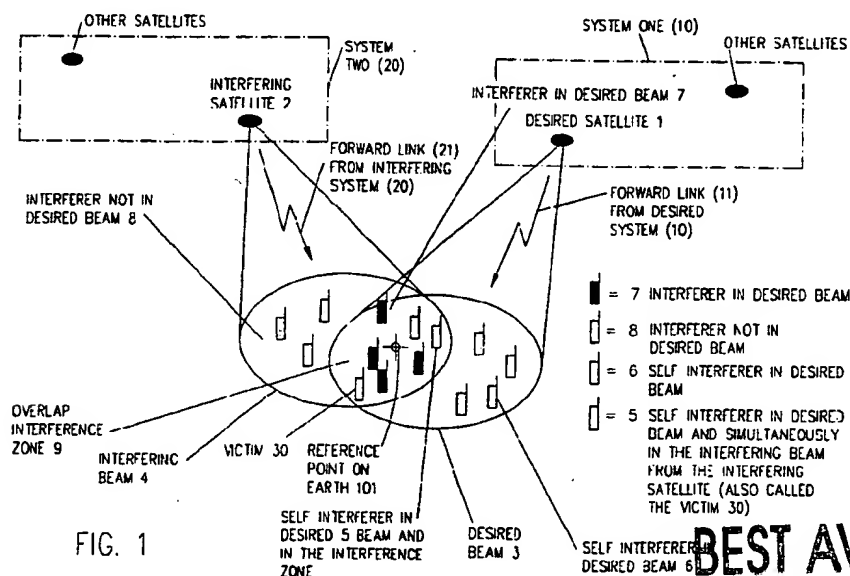 OTHER SATELLITES
SYSTEM
TWO (20)
INTERFERING
SATELLITE 2
SYSTEM ONE (10)
OTHER SATELLITES
INTERFERER IN DESIRED BEAM 7
DESIRED SATELLITE 1
FORWARD LINK (21)
FROM INTERFERING
SYSTEM (20)
INTERFERER NOT IN
DESIRED BEAM 8
FORWARD LINK (11)
FROM DESIRED
SYSTEM (10)
= 7 INTERFERER IN DESIRED BEAM
= 8 INTERFERER NOT IN
DESIRED BEAM
= 6 SELF INTERFERER IN DESIRED
BEAM
= 5 SELF INTERFERER IN DESIRED
BEAM AND SIMULTANEOUSLY
IN THE INTERFERING BEAM
FROM THE INTERFERING
SATELLITE (ALSO CALLED
THE VICTIM 30)
OVERLAP
INTERFERENCE
ZONE 9
INTERFERING
BEAM 4
VICTIM 30
REFERENCE
POINT ON
EARTH 101
SELF INTERFERER IN
DESIRED 5 BEAM AND
IN THE INTERFERENCE
ZONE
DESIRED
BEAM 3
SELF INTERFERER IN
DESIRED BEAM 6
FIG. 1
BEST AV